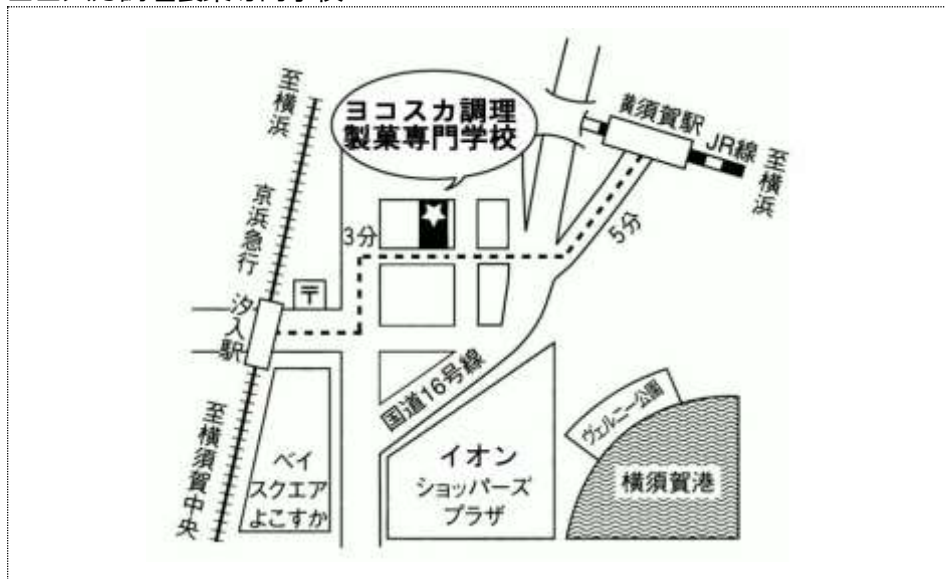 至横浜
ヨコスカ調理
製菓専門学校
横須賀駅
JR線
至横浜
京浜急行
3分
5分
〒
汐入駅
国道16号線
ヴェルニー公園
至横須賀中央
ベイ
スクエア
よこすか
イオン
ショッパーズ
プラザ
横須賀港